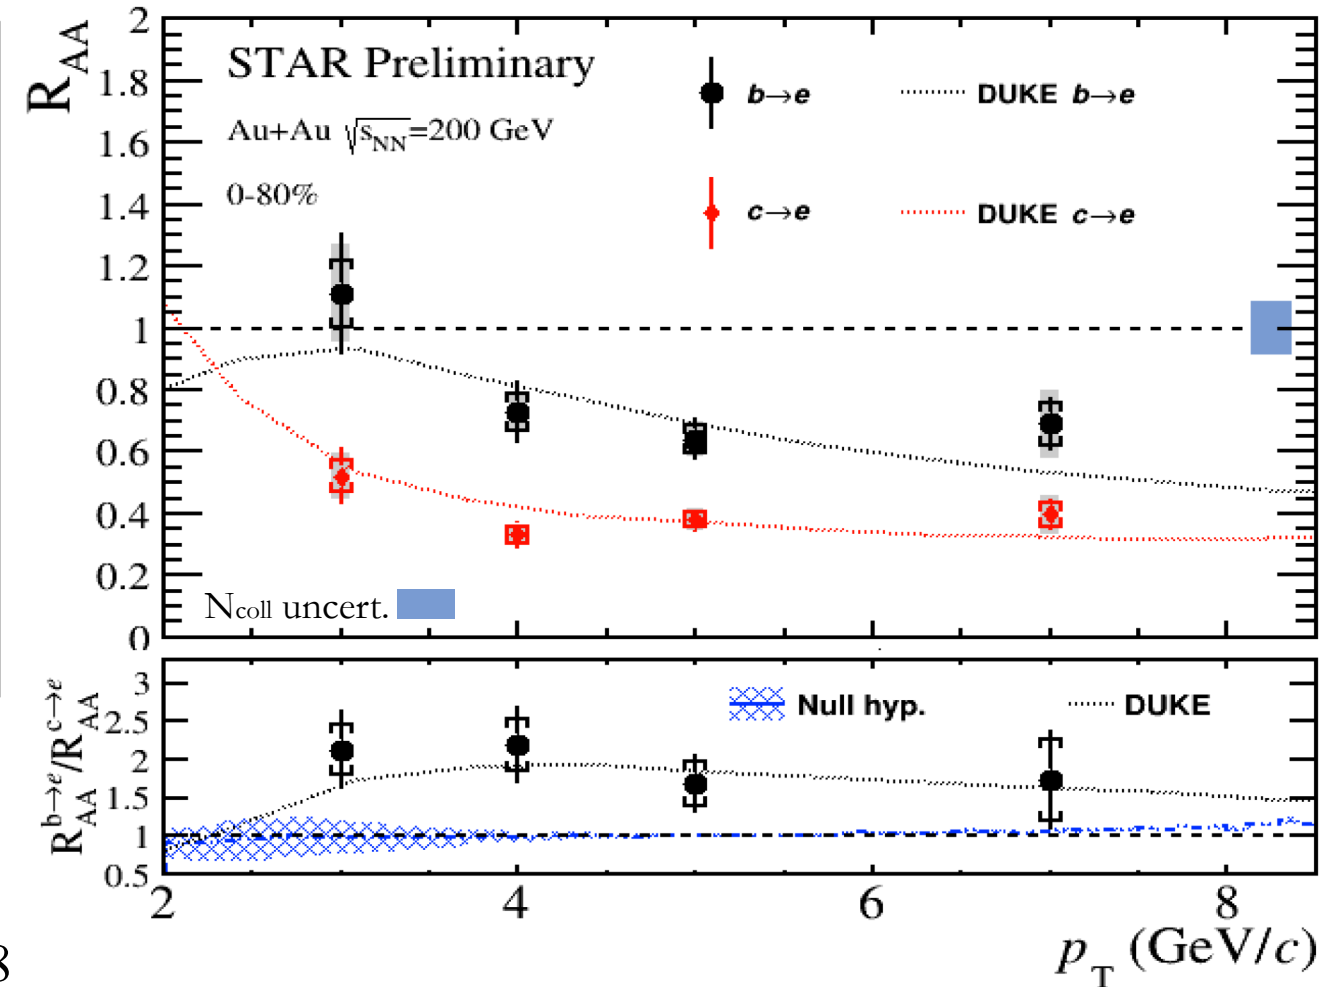 R_AA
2
STAR Preliminary
1.8
b→e
DUKE b→e
Au+Au √s_NN=200 GeV
1.6
0-80%
1.4
c→e
DUKE c→e
1.2
1
0.8
0.6
0.4
0.2
Ncoll uncert.
0
R_AA^b→e/R_AA^c→e
3
Null hyp.
DUKE
2.5
2
1.5
1
0.5
2
4
6
8
p_T (GeV/c)
8